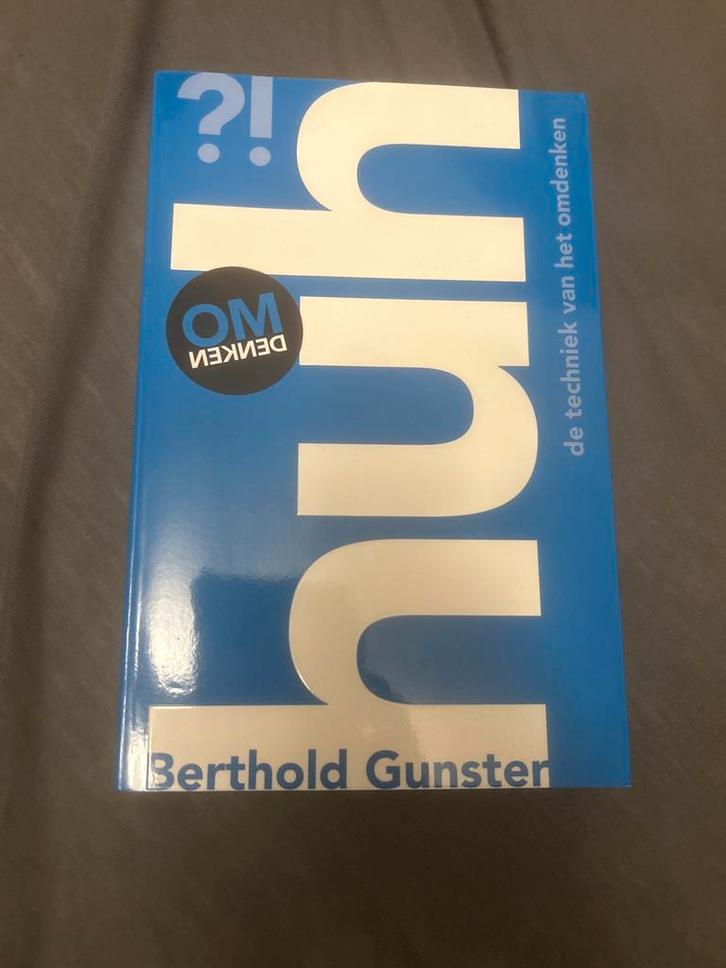 ?!
huh
de techniek van het omdenken
OM
DENKEN
Berthold Gunster